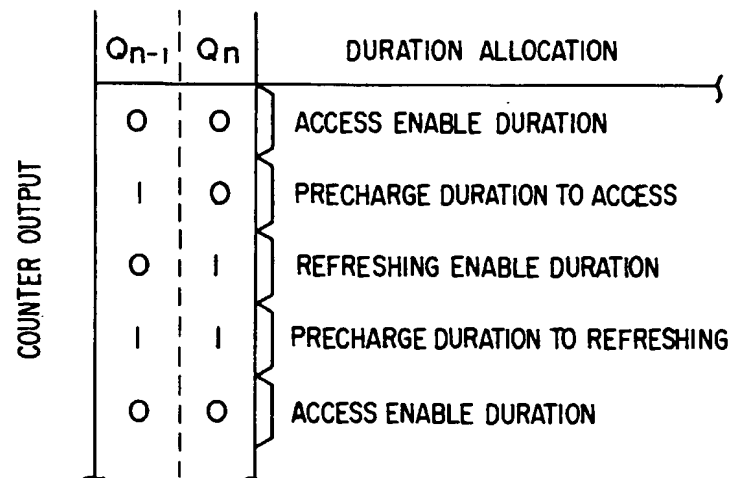 Qn-1 Qn DURATION ALLOCATION
0 0 ACCESS ENABLE DURATION
1 0 PRECHARGE DURATION TO ACCESS
0 1 REFRESHING ENABLE DURATION
1 1 PRECHARGE DURATION TO REFRESHING
0 0 ACCESS ENABLE DURATION
COUNTER OUTPUT